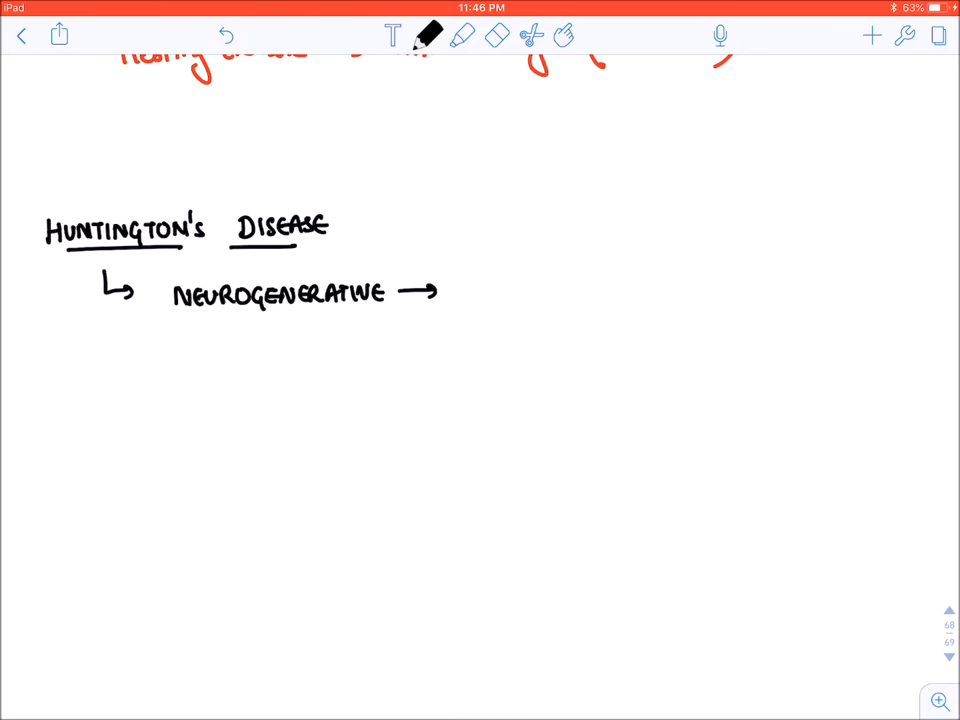 iPad 11:46 PM 63%
HUNTINGTON'S DISEASE
↳ NEUROGENERATIVE →
68
69